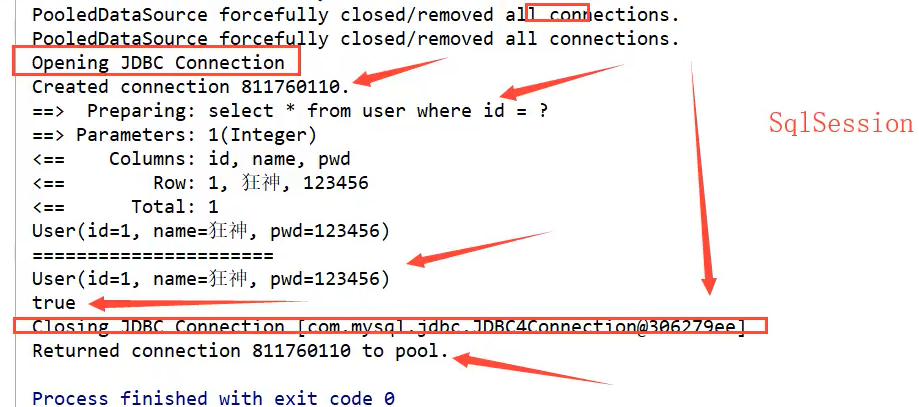 PooledDataSource forcefully closed/removed all connections.
PooledDataSource forcefully closed/removed all connections.
Opening JDBC Connection
Created connection 811760110.
==>  Preparing: select * from user where id = ?
==> Parameters: 1(Integer)
<==    Columns: id, name, pwd
<==        Row: 1, 狂神, 123456
<==      Total: 1
User(id=1, name=狂神, pwd=123456)
=======================
User(id=1, name=狂神, pwd=123456)
true
Closing JDBC Connection [com.mysql.jdbc.JDBC4Connection@306279ee]
Returned connection 811760110 to pool.
Process finished with exit code 0
SqlSession